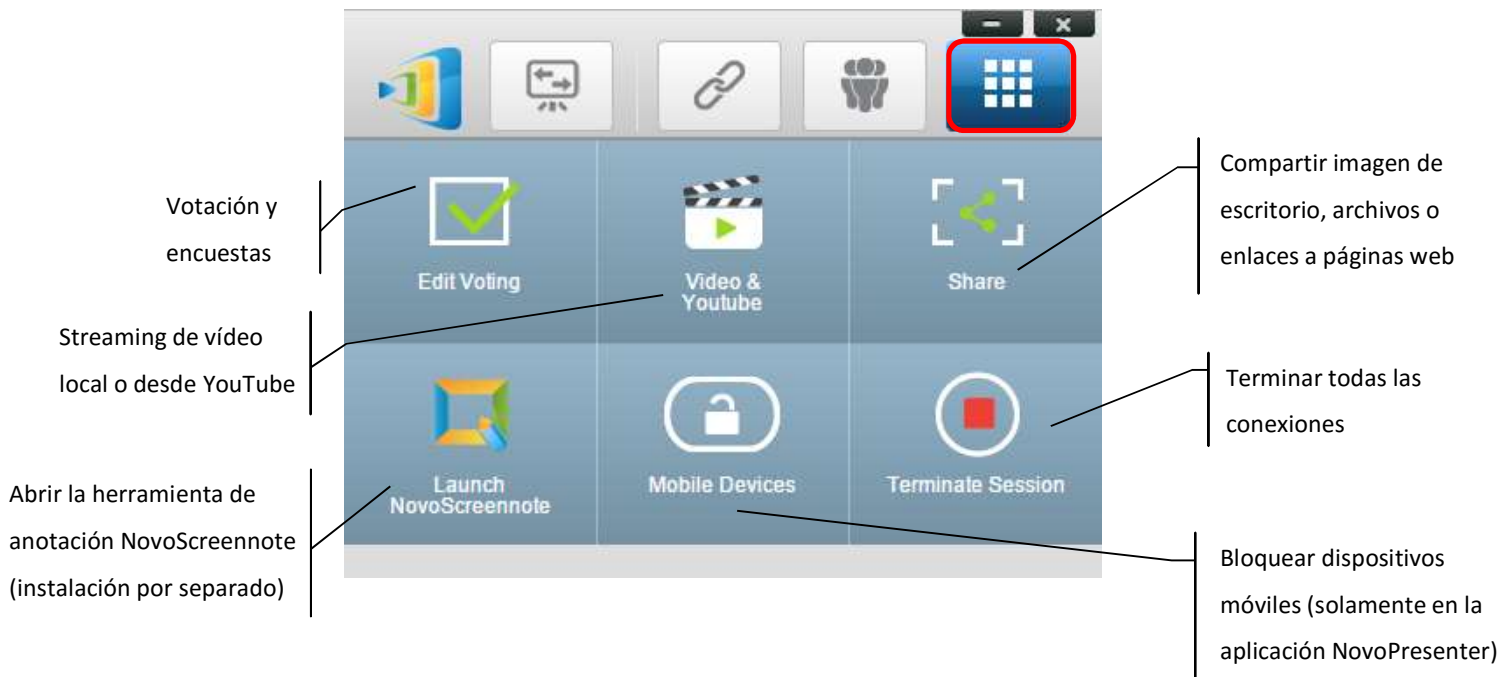 Votación y
encuestas
Streaming de vídeo
local o desde YouTube
Abrir la herramienta de
anotación NovoScreennote
(instalación por separado)
Edit Voting
Video &
Youtube
Share
Launch
NovoScreennote
Mobile Devices
Terminate Session
Compartir imagen de
escritorio, archivos o
enlaces a páginas web
Terminar todas las
conexiones
Bloquear dispositivos
móviles (solamente en la
aplicación NovoPresenter)